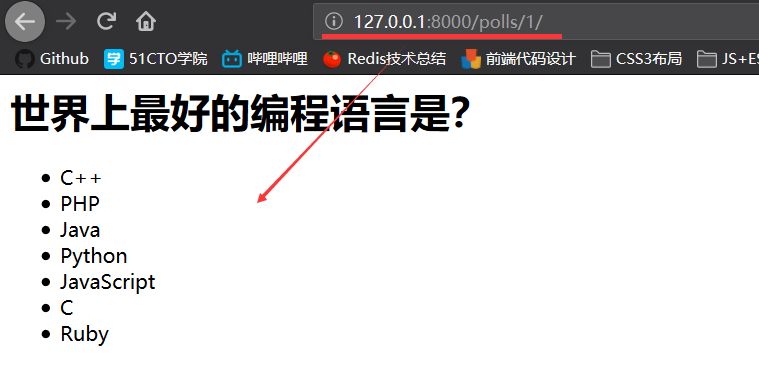 127.0.0.1:8000/polls/1/
Github 51CTO学院 哔哩哔哩 Redis技术总结 前端代码设计 CSS3布局 JS+ES
世界上最好的编程语言是?
C++
PHP
Java
Python
JavaScript
C
Ruby